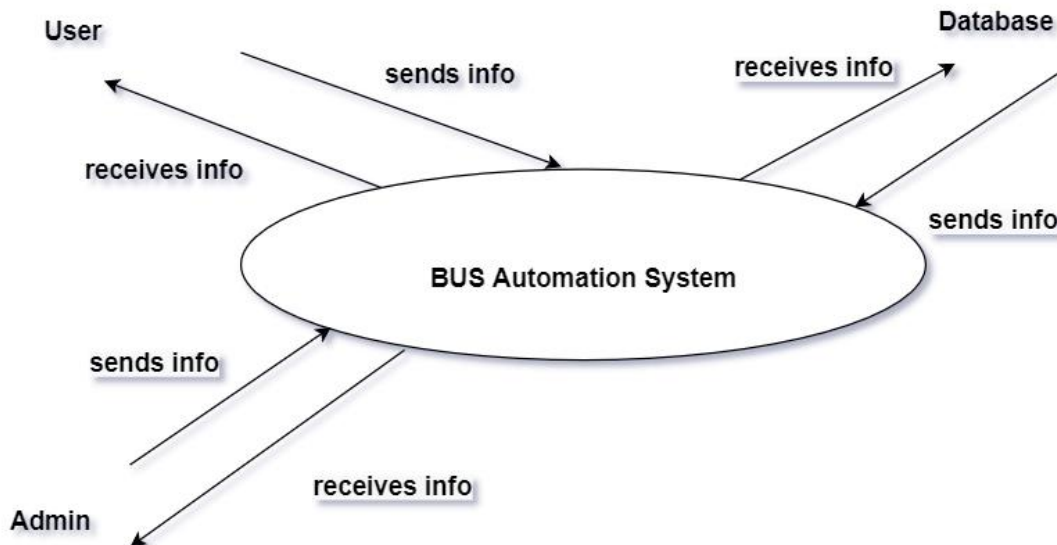 User
Database
sends info
receives info
receives info
sends info
BUS Automation System
sends info
receives info
Admin